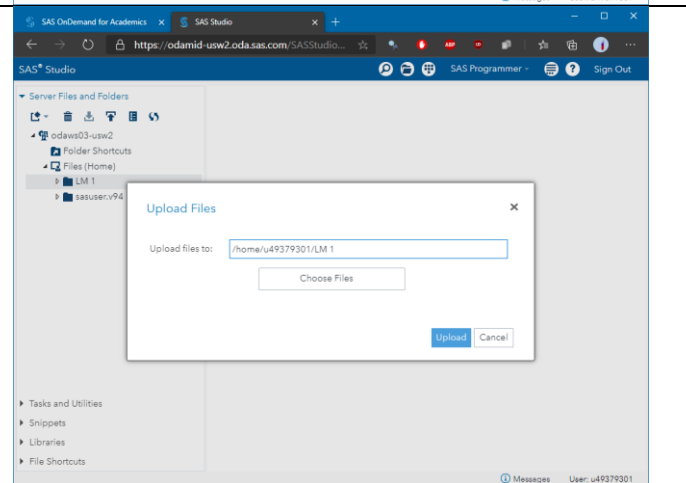 SAS OnDemand for Academics
SAS Studio
https://odamid-usw2.oda.sas.com/SASStudio...
ABP
SAS® Studio
SAS Programmer
Sign Out
Server Files and Folders
odaws03-usw2
Folder Shortcuts
Files (Home)
LM 1
sasuser.v94
Upload Files
Upload files to:
/home/u49379301/LM 1
Choose Files
Upload
Cancel
Tasks and Utilities
Snippets
Libraries
File Shortcuts
Messages
User: u49379301